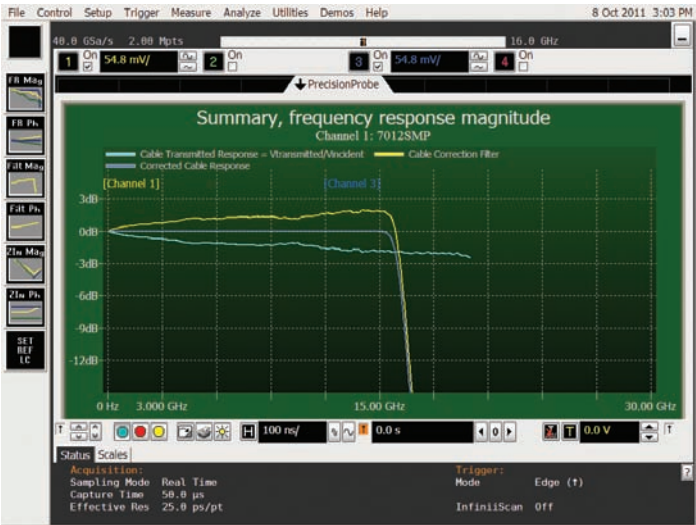 File Control Setup Trigger Measure Analyze Utilities Demos Help 8 Oct 2011 3:03 PM
40.0 GSa/s 2.00 Mpts 16.0 GHz
1 On 54.8 mV/ 2 On 3 On 54.8 mV/ 4 On
PrecisionProbe
FR Mag
FR Ph
Filt Mag
Filt Ph
ZIN Mag
ZIN Ph
SET
REF
LC
Summary, frequency response magnitude
Channel 1: 7012SMP
Cable Transmitted Response = Vtransmitted/Vincident Cable Correction Filter
Corrected Cable Response
[Channel 1] [Channel 3]
3dB
0dB
-3dB
-6dB
-9dB
-12dB
0 Hz 3.000 GHz 15.00 GHz 30.00 GHz
H 100 ns/ 0.0 s 0 T 0.0 V
Status Scales
Acquisition: Trigger:
Sampling Mode Real Time Mode Edge (↑)
Capture Time 50.0 µs
Effective Res 25.0 ps/pt InfiniiScan Off
?